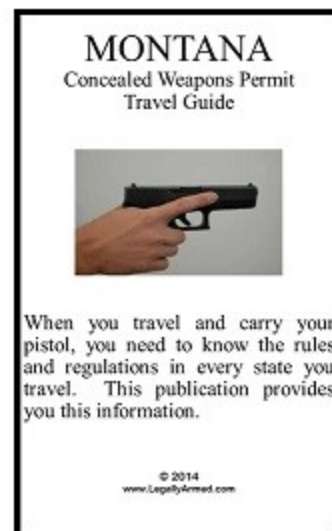 MONTANA
Concealed Weapons Permit
Travel Guide
When you travel and carry your
pistol, you need to know the rules
and regulations in every state you
travel. This publication provides
you this information.
© 2014
www.LegallyArmed.com